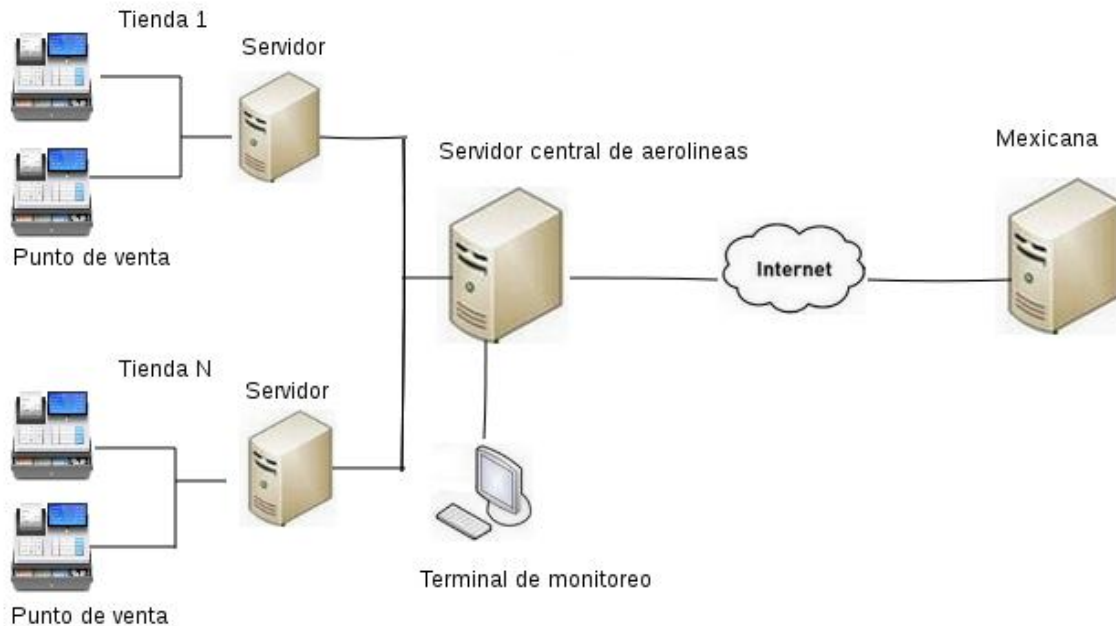 Tienda 1
Servidor
Punto de venta
Servidor central de aerolineas
Internet
Mexicana
Tienda N
Servidor
Punto de venta
Terminal de monitoreo